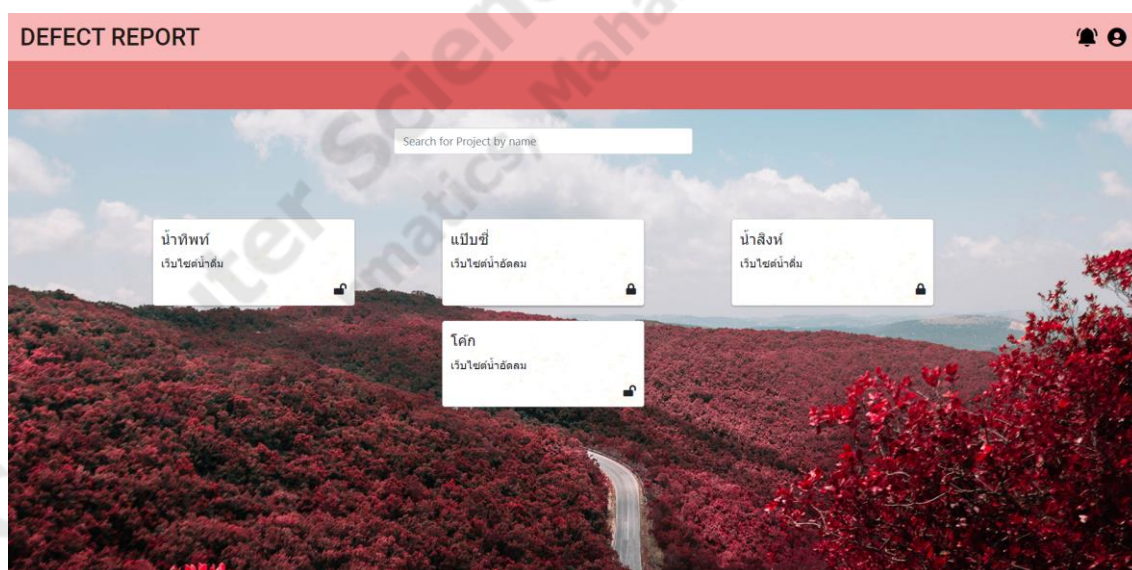 DEFECT REPORT
Search for Project by name
น้ำทิพท์
เว็บไซต์น้ำดื่ม
แป๊บซี่
เว็บไซต์น้ำอัดลม
น้ำสิงห์
เว็บไซต์น้ำดื่ม
โค้ก
เว็บไซต์น้ำอัดลม